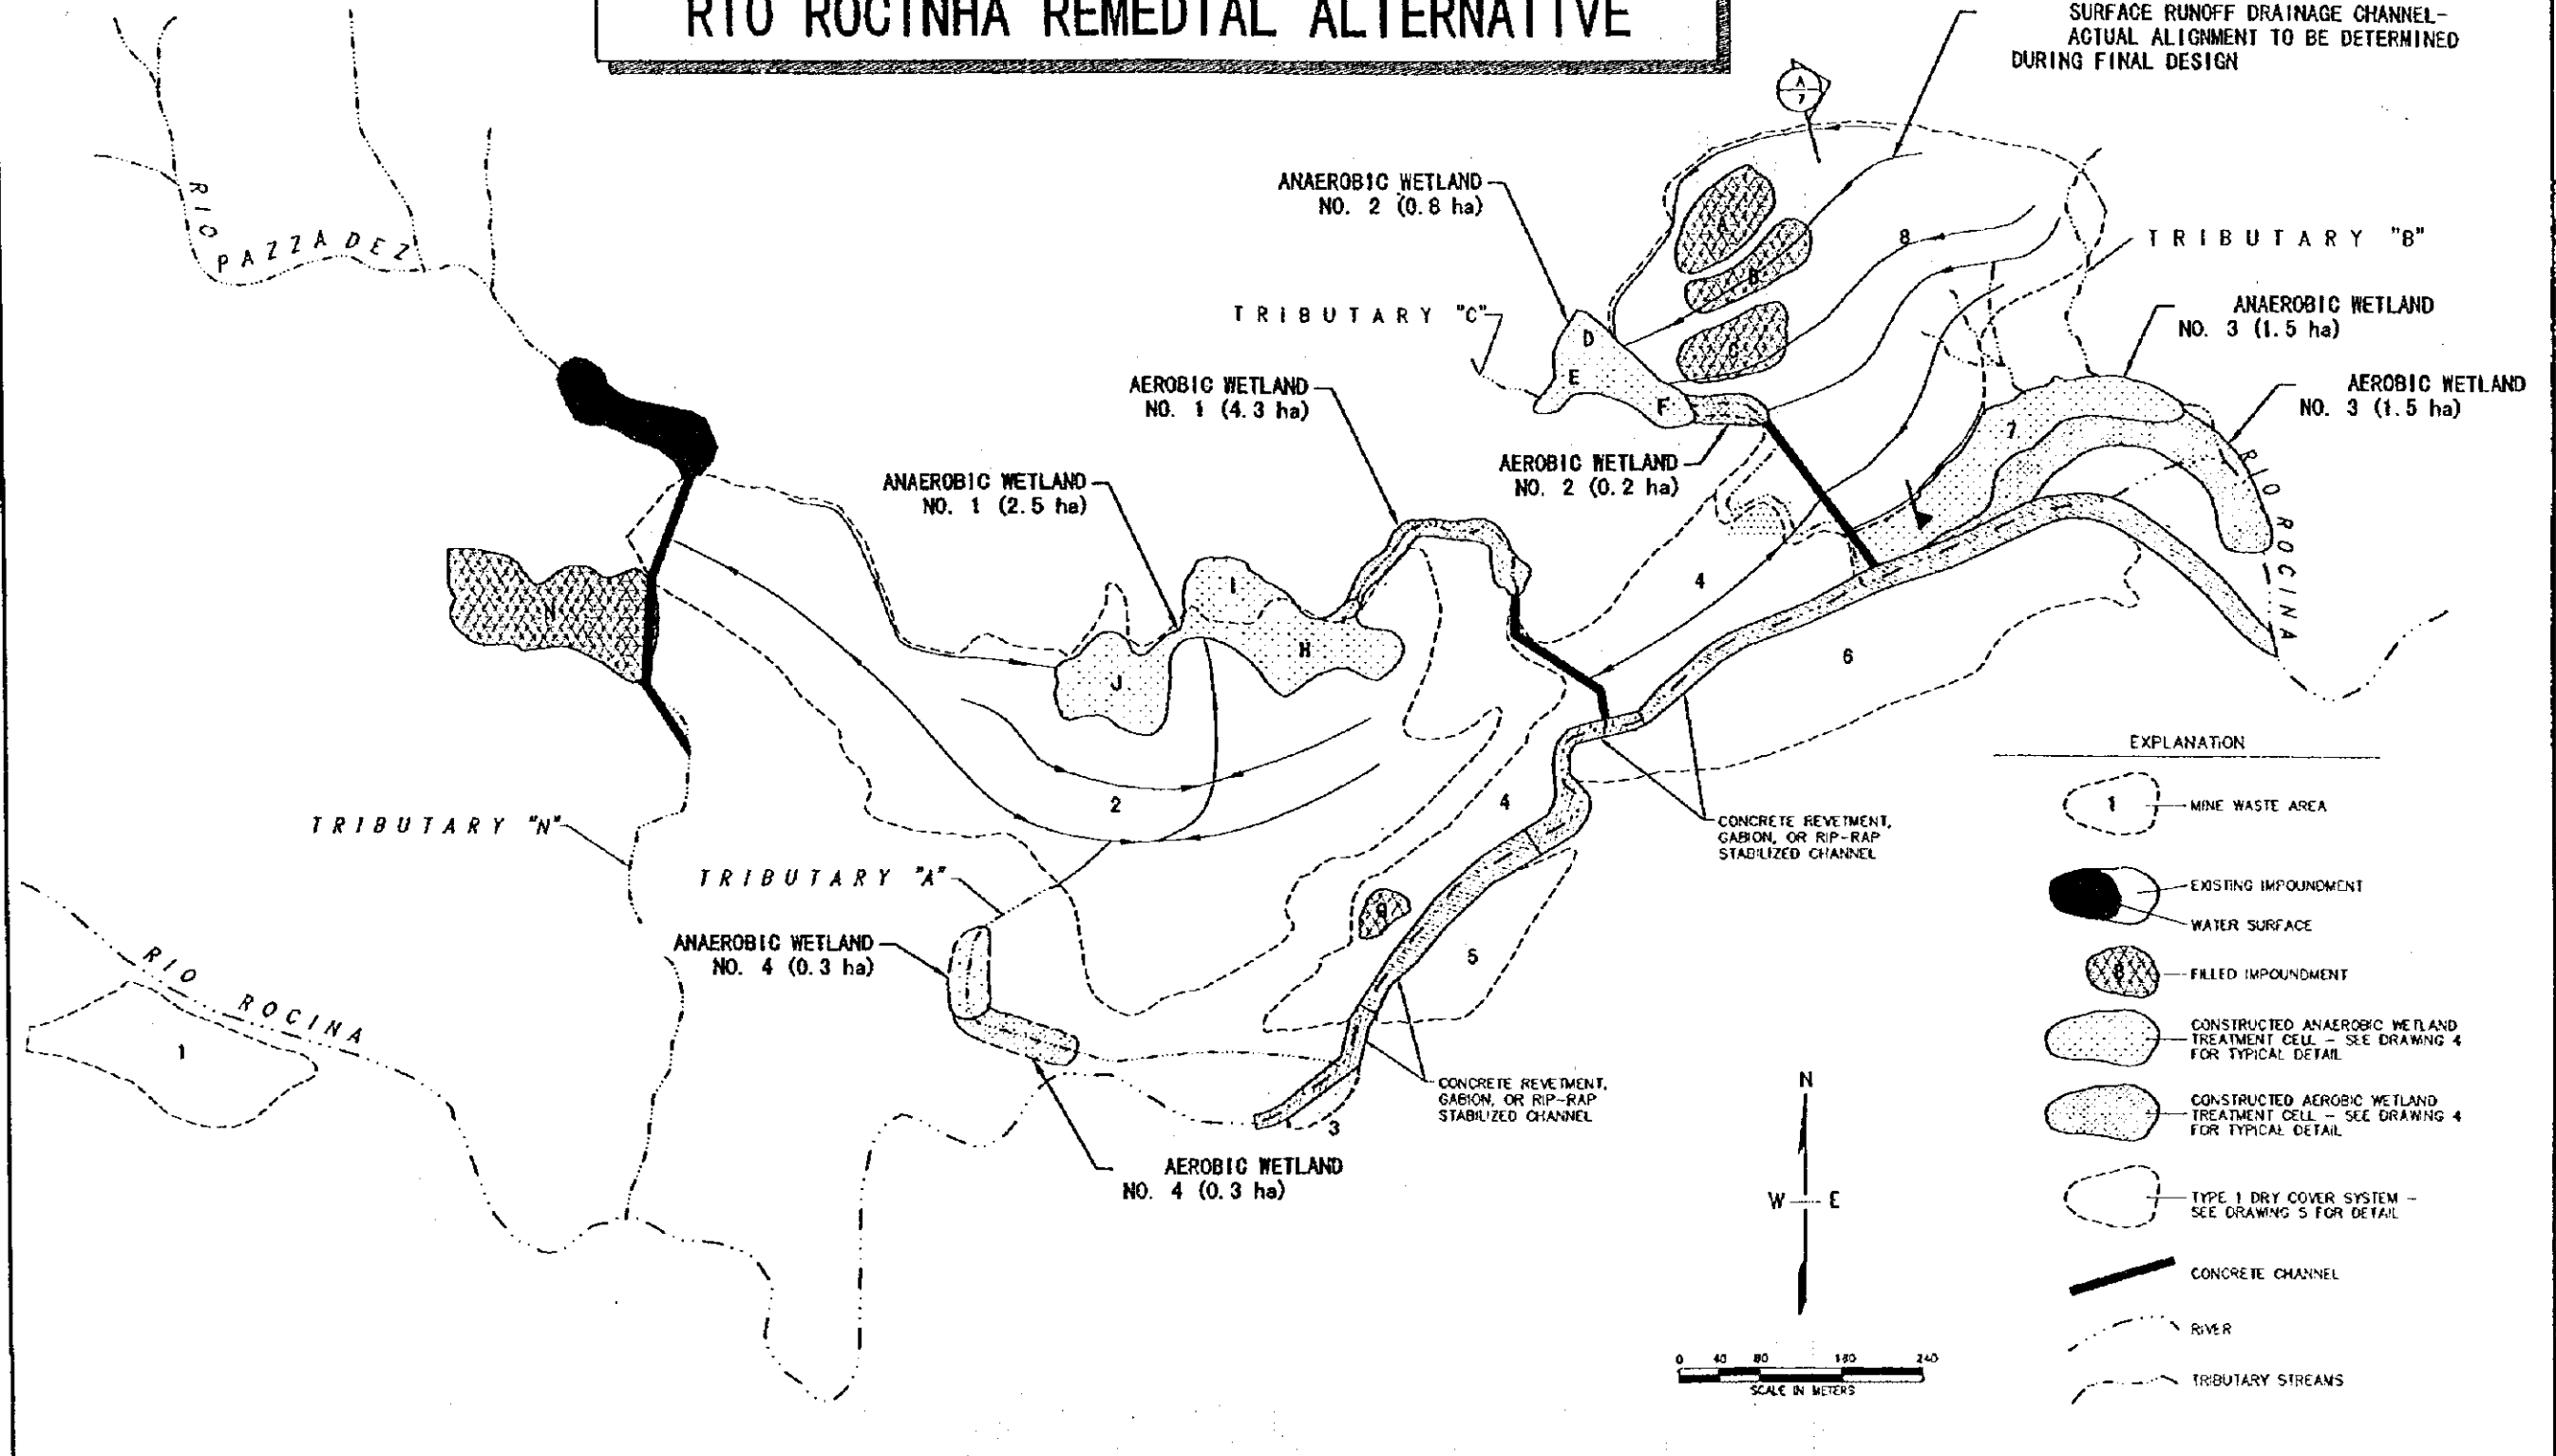 RIO ROCINHA REMEDIAL ALTERNATIVE
SURFACE RUNOFF DRAINAGE CHANNEL-
ACTUAL ALIGNMENT TO BE DETERMINED
DURING FINAL DESIGN
A
7
RIO
PAZZADEZ
ANAEROBIC WETLAND
NO. 2 (0.8 ha)
A
B
C
8
TRIBUTARY "B"
TRIBUTARY "C"
D
E
F
ANAEROBIC WETLAND
NO. 3 (1.5 ha)
AEROBIC WETLAND
NO. 3 (1.5 ha)
AEROBIC WETLAND
NO. 1 (4.3 ha)
7
AEROBIC WETLAND
NO. 2 (0.2 ha)
RIO ROCINA
ANAEROBIC WETLAND
NO. 1 (2.5 ha)
N
I
H
J
4
6
2
4
TRIBUTARY "N"
TRIBUTARY "A"
CONCRETE REVETMENT,
GABION, OR RIP-RAP
STABILIZED CHANNEL
ANAEROBIC WETLAND
NO. 4 (0.3 ha)
5
RIO ROCINA
1
CONCRETE REVETMENT,
GABION, OR RIP-RAP
STABILIZED CHANNEL
3
AEROBIC WETLAND
NO. 4 (0.3 ha)
N
W E
0 40 80 160 240
SCALE IN METERS
EXPLANATION
1
MINE WASTE AREA
EXISTING IMPOUNDMENT
WATER SURFACE
B
FILLED IMPOUNDMENT
CONSTRUCTED ANAEROBIC WETLAND
TREATMENT CELL - SEE DRAWING 4
FOR TYPICAL DETAIL
CONSTRUCTED AEROBIC WETLAND
TREATMENT CELL - SEE DRAWING 4
FOR TYPICAL DETAIL
TYPE 1 DRY COVER SYSTEM -
SEE DRAWING 5 FOR DETAIL
CONCRETE CHANNEL
RIVER
TRIBUTARY STREAMS